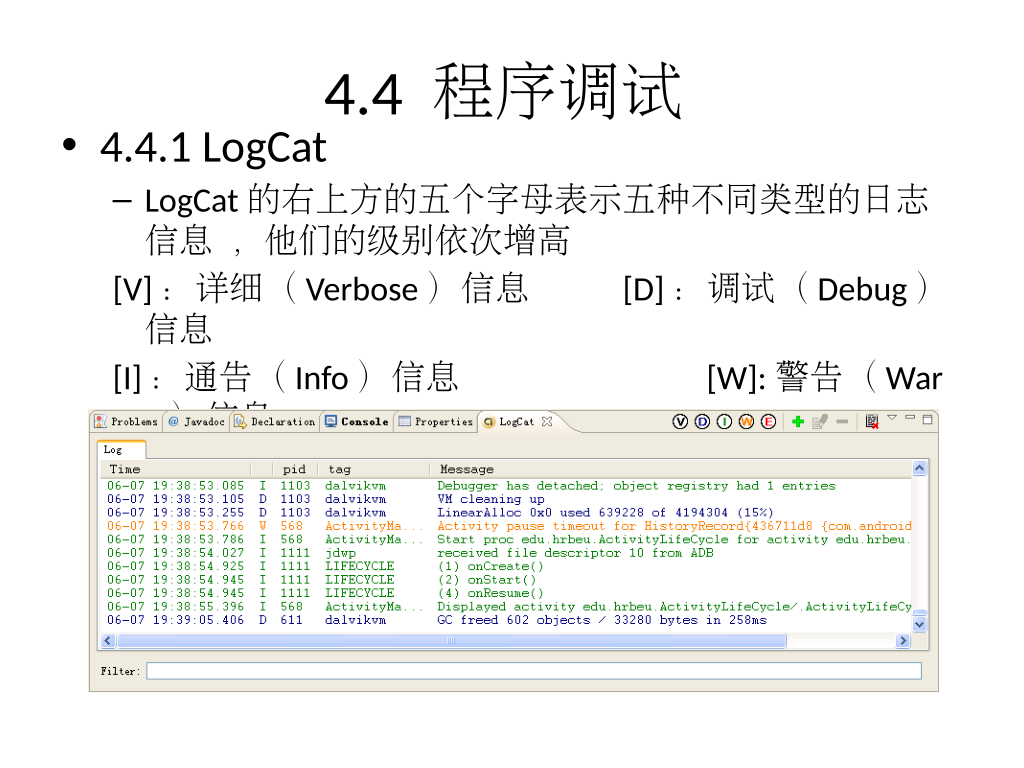 4.4 程序调试
• 4.4.1 LogCat
– LogCat 的右上方的五个字母表示五种不同类型的日志
信息 ，他们的级别依次增高
[V] ：详细（ Verbose ）信息 [D] ：调试（ Debug ）
信息
[I] ：通告（ Info ）信息 [W]: 警告（ War
）信息
Problems @ Javadoc Declaration Console Properties LogCat V D I W E
Log
Time pid tag Message
06-07 19:38:53.085 I 1103 dalvikvm Debugger has detached; object registry had 1 entries
06-07 19:38:53.105 D 1103 dalvikvm VM cleaning up
06-07 19:38:53.255 D 1103 dalvikvm LinearAlloc 0x0 used 639228 of 4194304 (15%)
06-07 19:38:53.766 W 568 ActivityMa... Activity pause timeout for HistoryRecord{436711d8 {com.android
06-07 19:38:53.786 I 568 ActivityMa... Start proc edu.hrbeu.ActivityLifeCycle for activity edu.hrbeu.
06-07 19:38:54.027 I 1111 jdwp received file descriptor 10 from ADB
06-07 19:38:54.925 I 1111 LIFECYCLE (1) onCreate()
06-07 19:38:54.945 I 1111 LIFECYCLE (2) onStart()
06-07 19:38:54.945 I 1111 LIFECYCLE (4) onResume()
06-07 19:38:55.396 I 568 ActivityMa... Displayed activity edu.hrbeu.ActivityLifeCycle/.ActivityLifeCy
06-07 19:39:05.406 D 611 dalvikvm GC freed 602 objects / 33280 bytes in 258ms
Filter: